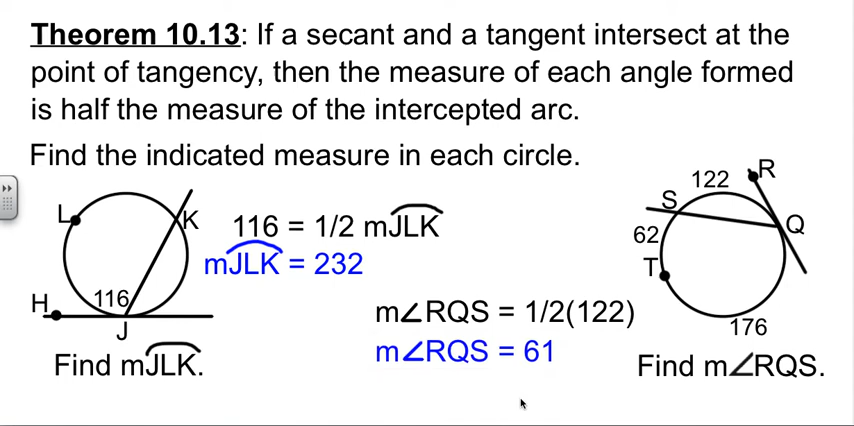 Theorem 10.13: If a secant and a tangent intersect at the
point of tangency, then the measure of each angle formed
is half the measure of the intercepted arc.
Find the indicated measure in each circle.
L
K
116
H
J
Find mJLK.
116 = 1/2 mJLK
mJLK = 232
m∠RQS = 1/2(122)
m∠RQS = 61
122
R
S
Q
62
T
176
Find m∠RQS.